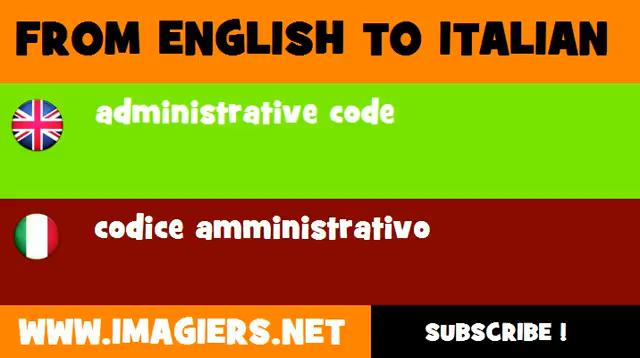 FROM ENGLISH TO ITALIAN
administrative code
codice amministrativo
WWW.IMAGIERS.NET
SUBSCRIBE !